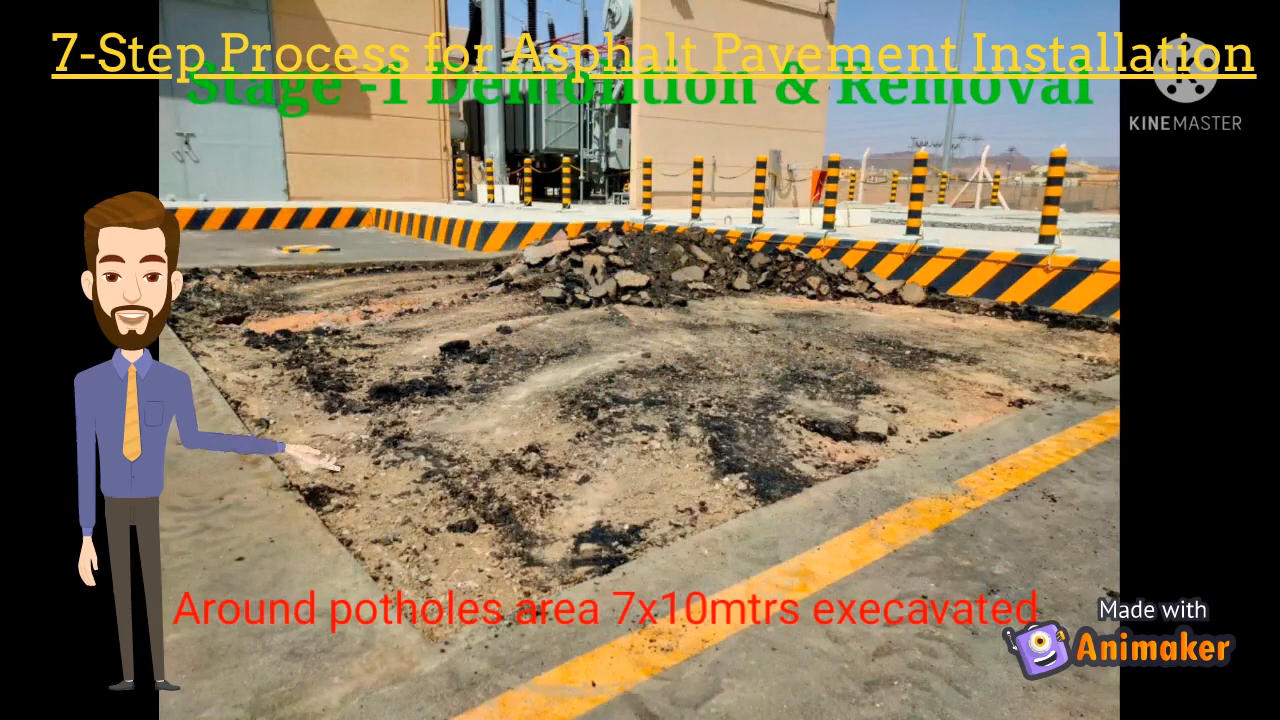 7-Step Process for Asphalt Pavement Installation
Stage -1 Demolition & Removal
KINEMASTER
Around potholes area 7x10mtrs execavated
Made with
Animaker